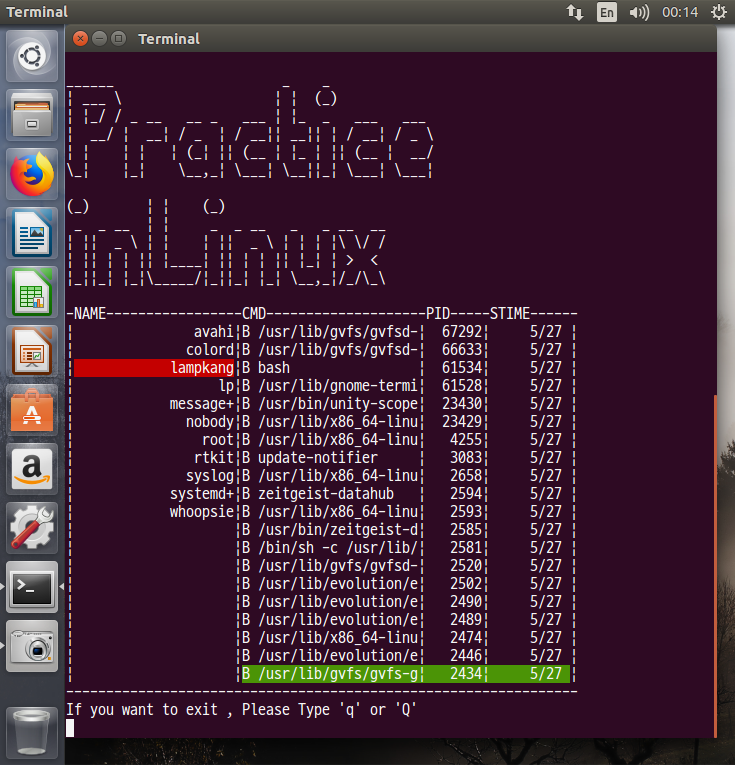 Terminal
En
00:14
Terminal
Practice
inLinux
-NAME-----------------CMD--------------------PID-----STIME------
¦               avahi¦B /usr/lib/gvfs/gvfsd-¦  67292¦     5/27 ¦
¦              colord¦B /usr/lib/gvfs/gvfsd-¦  66633¦     5/27 ¦
¦            lampkang¦B bash                ¦  61534¦     5/27 ¦
¦                  lp¦B /usr/lib/gnome-termi¦  61528¦     5/27 ¦
¦            message+¦B /usr/bin/unity-scope¦  23430¦     5/27 ¦
¦              nobody¦B /usr/lib/x86_64-linu¦  23429¦     5/27 ¦
¦                root¦B /usr/lib/x86_64-linu¦   4255¦     5/27 ¦
¦               rtkit¦B update-notifier     ¦   3083¦     5/27 ¦
¦              syslog¦B /usr/lib/x86_64-linu¦   2658¦     5/27 ¦
¦            systemd+¦B zeitgeist-datahub   ¦   2594¦     5/27 ¦
¦            whoopsie¦B /usr/lib/x86_64-linu¦   2593¦     5/27 ¦
¦                    ¦B /usr/bin/zeitgeist-d¦   2585¦     5/27 ¦
¦                    ¦B /bin/sh -c /usr/lib/¦   2581¦     5/27 ¦
¦                    ¦B /usr/lib/gvfs/gvfsd-¦   2520¦     5/27 ¦
¦                    ¦B /usr/lib/evolution/e¦   2502¦     5/27 ¦
¦                    ¦B /usr/lib/evolution/e¦   2490¦     5/27 ¦
¦                    ¦B /usr/lib/evolution/e¦   2489¦     5/27 ¦
¦                    ¦B /usr/lib/x86_64-linu¦   2474¦     5/27 ¦
¦                    ¦B /usr/lib/evolution/e¦   2446¦     5/27 ¦
¦                    ¦B /usr/lib/gvfs/gvfs-g¦   2434¦     5/27 ¦
----------------------------------------------------------------
If you want to exit , Please Type 'q' or 'Q'